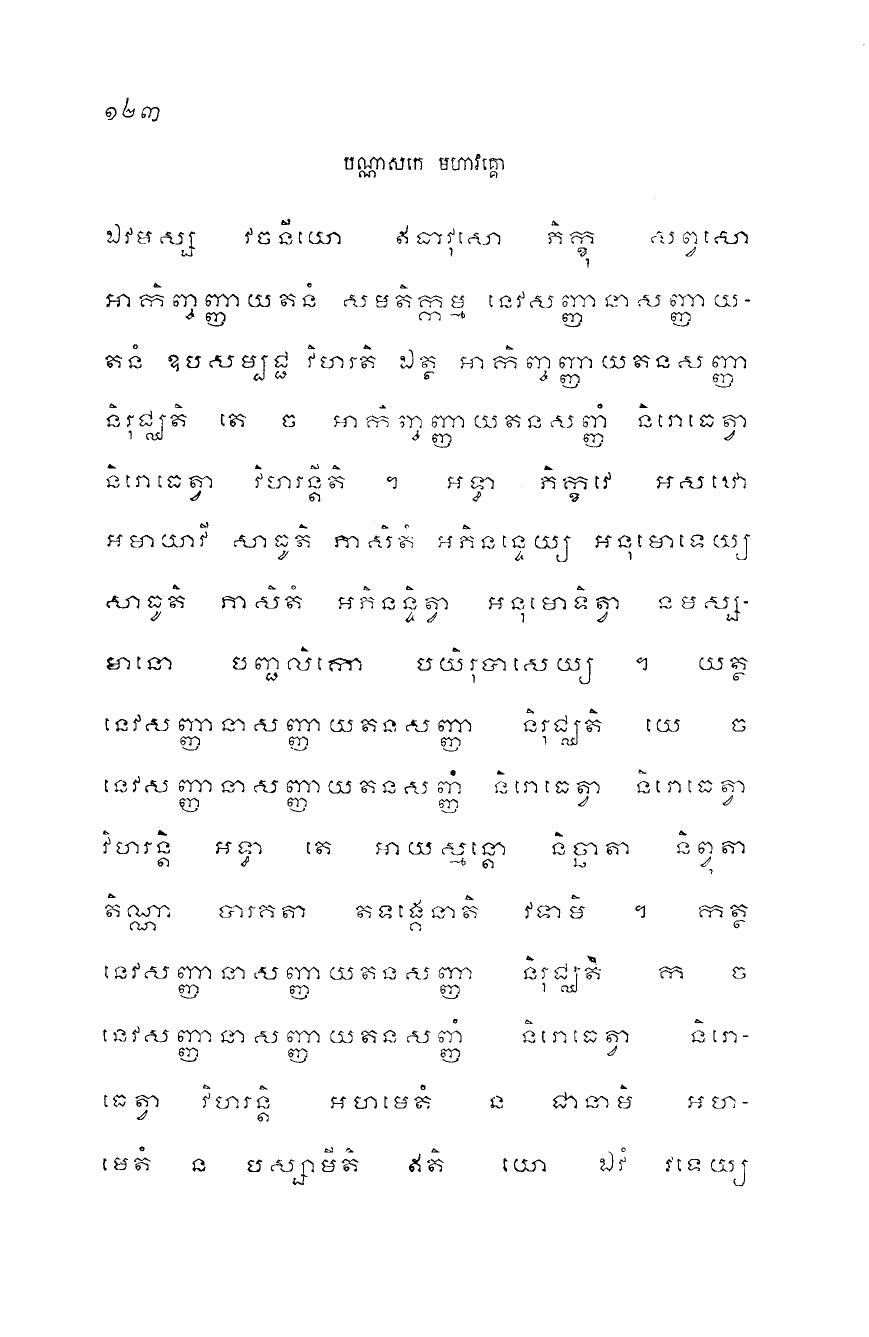 ១២៣
បណ្ណាសកេ មហាវគ្គោ
ឯវមស្ស វចនីយោ ឥធាវុសោ ភិក្ខុ សព្វសោ
អាកិញ្ចញ្ញាយតនំ សមតិក្កម្ម នេវសញ្ញានាសញ្ញាយ-
តនំ ឧបសម្បជ្ជ វិហរតិ ឯត្ថ អាកិញ្ចញ្ញាយតនសញ្ញា
និរុជ្ឈតិ តេ ច អាកិញ្ចញ្ញាយតនសញ្ញំ និរោធេត្វា
និរោធេត្វា វិហរន្តីតិ ។ អទ្ធា ភិក្ខវេ អសឋោ
អមាយាវី សាធូតិ ភាសិតំ អភិនន្ទេយ្យ អនុមោទេយ្យ
សាធូតិ ភាសិតំ អភិនន្ទិត្វា អនុមោទិត្វា នមស្ស-
មានោ បញ្ជលិកោ បយិរុបាសេយ្យ ។ យត្ថ
នេវសញ្ញានាសញ្ញាយតនសញ្ញា និរុជ្ឈតិ យេ ច
នេវសញ្ញានាសញ្ញាយតនសញ្ញំ និរោធេត្វា និរោធេត្វា
វិហរន្តិ អទ្ធា តេ អាយស្មន្តោ និច្ឆាតា និព្វុតា
តិណ្ណា បារកតា តទង្គេនាតិ វទាមិ ។ កត្ថ
នេវសញ្ញានាសញ្ញាយតនសញ្ញា និរុជ្ឈតិ កេ ច
នេវសញ្ញានាសញ្ញាយតនសញ្ញំ និរោធេត្វា និរោ-
ធេត្វា វិហរន្តិ អហមេតំ ន ជានាមិ អហ-
មេតំ ន បស្សាមីតិ ឥតិ យោ ឯវំ វទេយ្យ